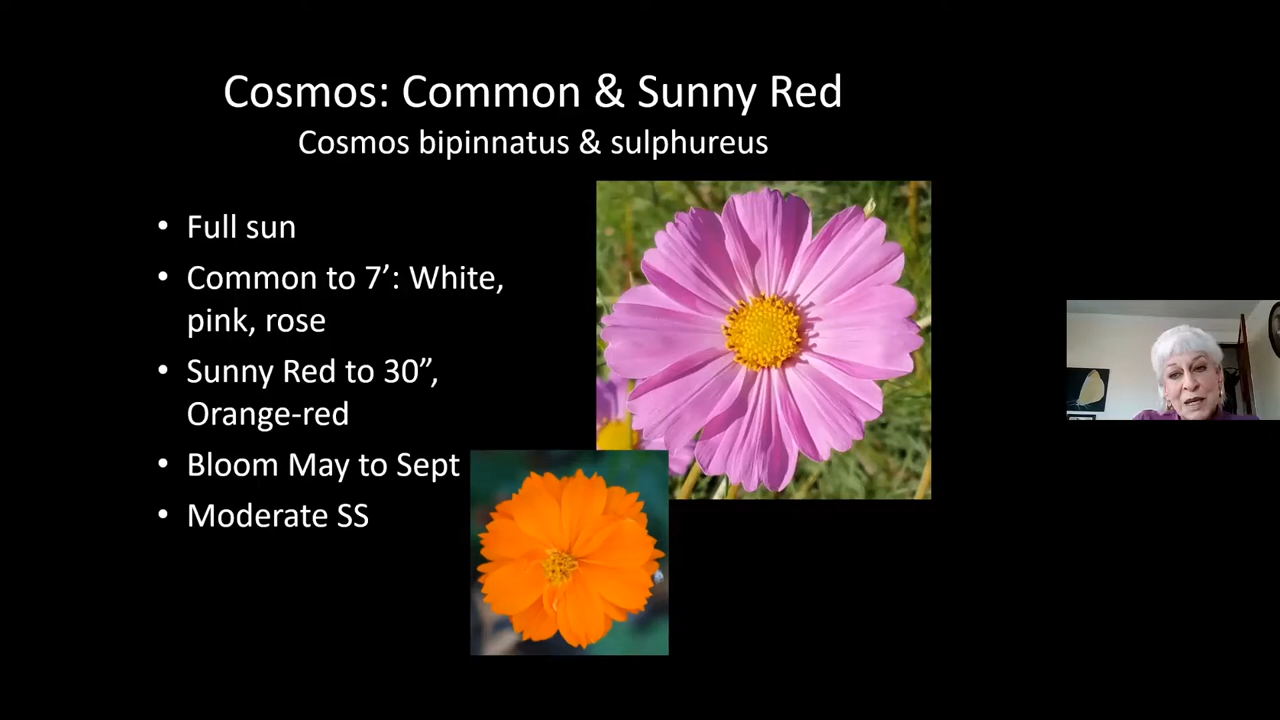 Cosmos: Common & Sunny Red
Cosmos bipinnatus & sulphureus
• Full sun
• Common to 7’: White,
pink, rose
• Sunny Red to 30”,
Orange-red
• Bloom May to Sept
• Moderate SS